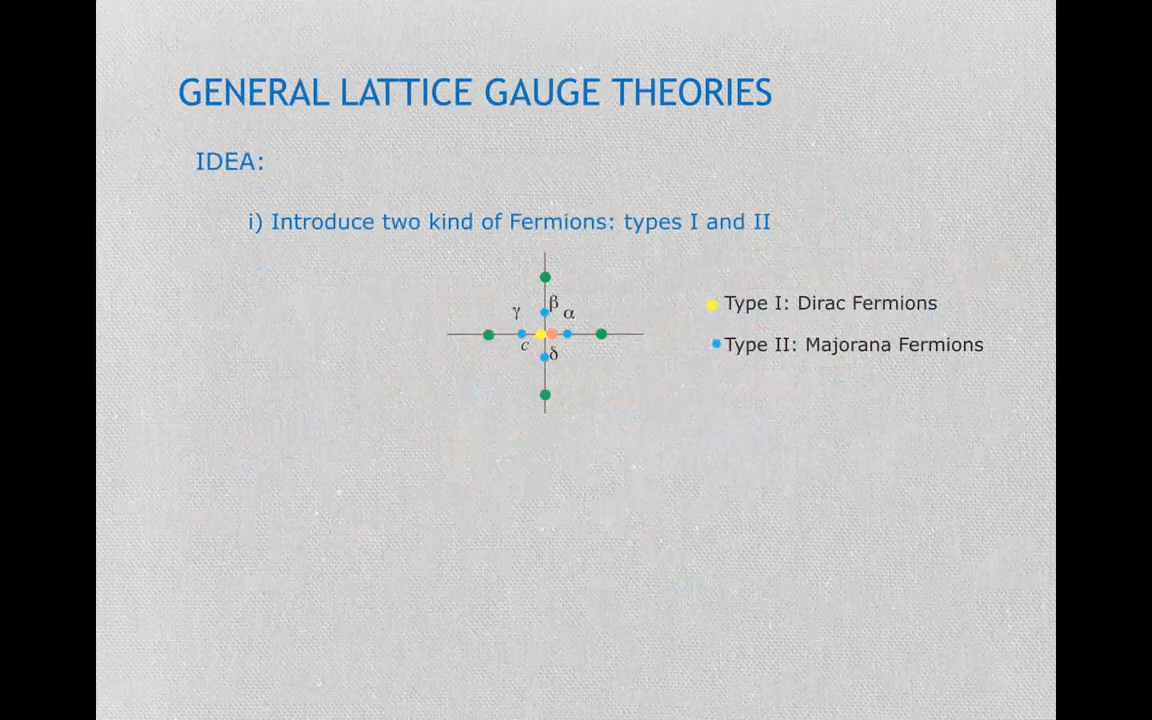 GENERAL LATTICE GAUGE THEORIES
IDEA:
i) Introduce two kind of Fermions: types I and II
β
γ α
c δ
Type I: Dirac Fermions
Type II: Majorana Fermions